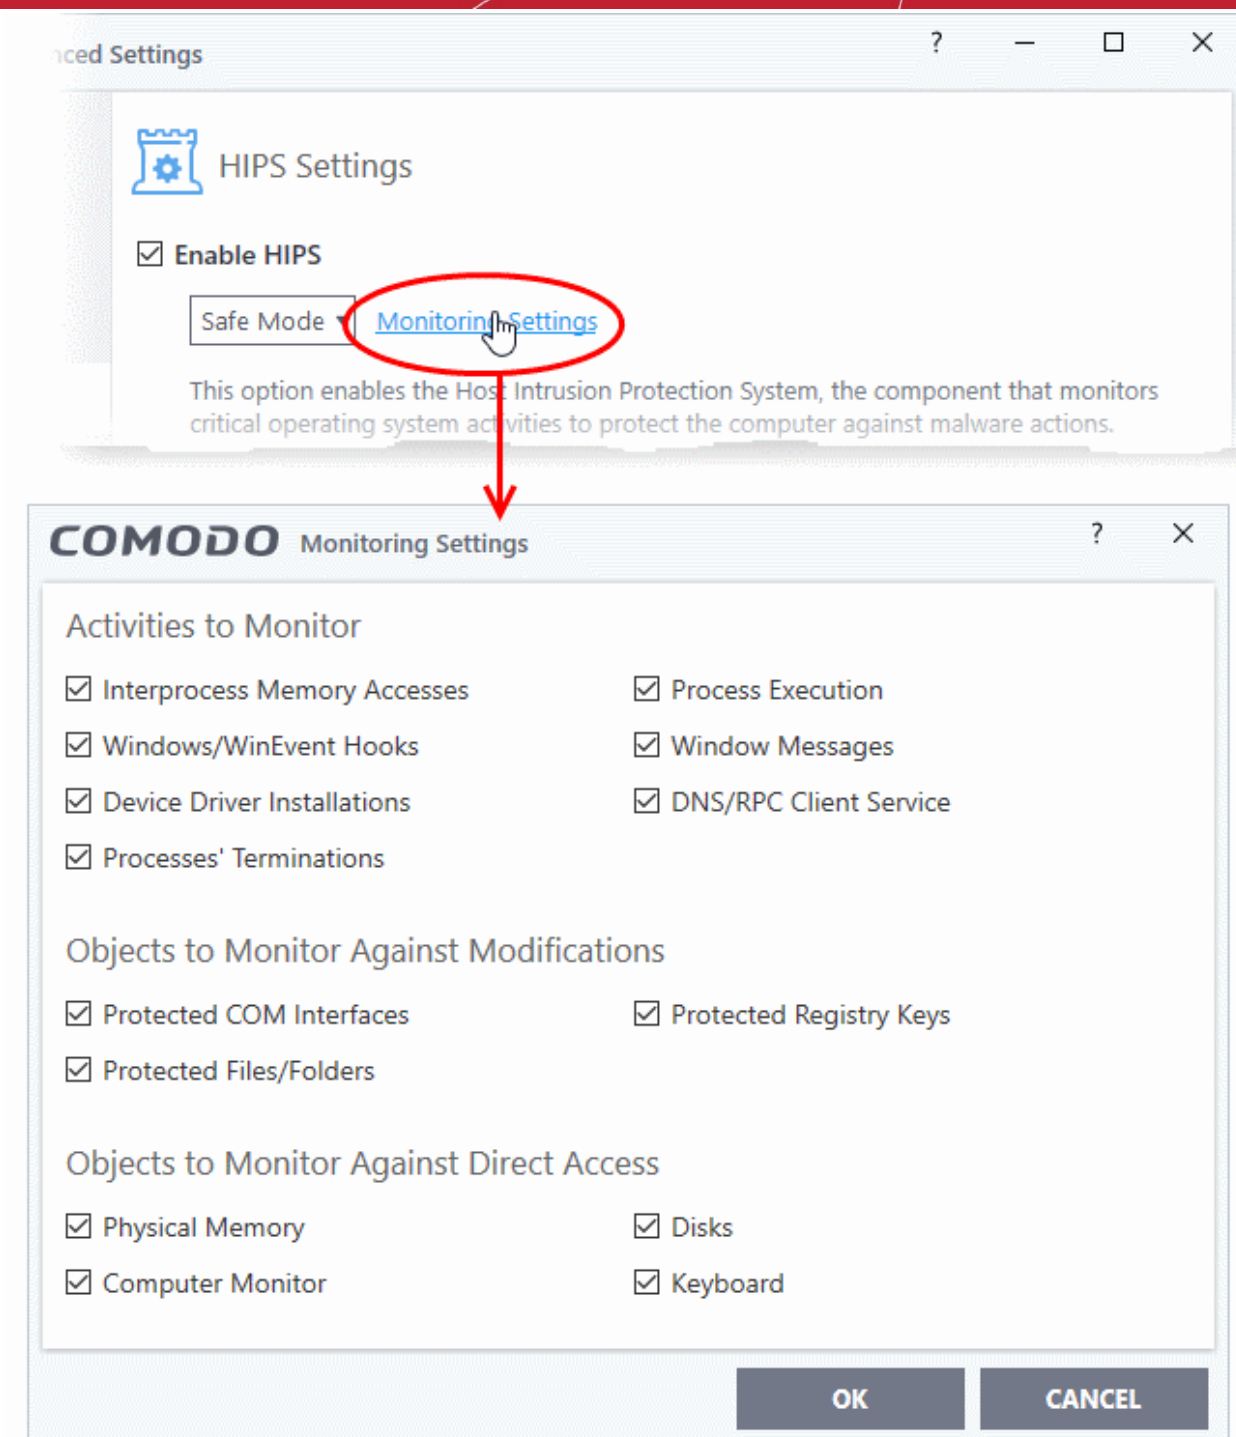 nced Settings
?
HIPS Settings
Enable HIPS
Safe Mode Monitoring Settings
This option enables the Host Intrusion Protection System, the component that monitors
critical operating system activities to protect the computer against malware actions.
COMODO Monitoring Settings ?
Activities to Monitor
Interprocess Memory Accesses Process Execution
Windows/WinEvent Hooks Window Messages
Device Driver Installations DNS/RPC Client Service
Processes' Terminations
Objects to Monitor Against Modifications
Protected COM Interfaces Protected Registry Keys
Protected Files/Folders
Objects to Monitor Against Direct Access
Physical Memory Disks
Computer Monitor Keyboard
OK CANCEL